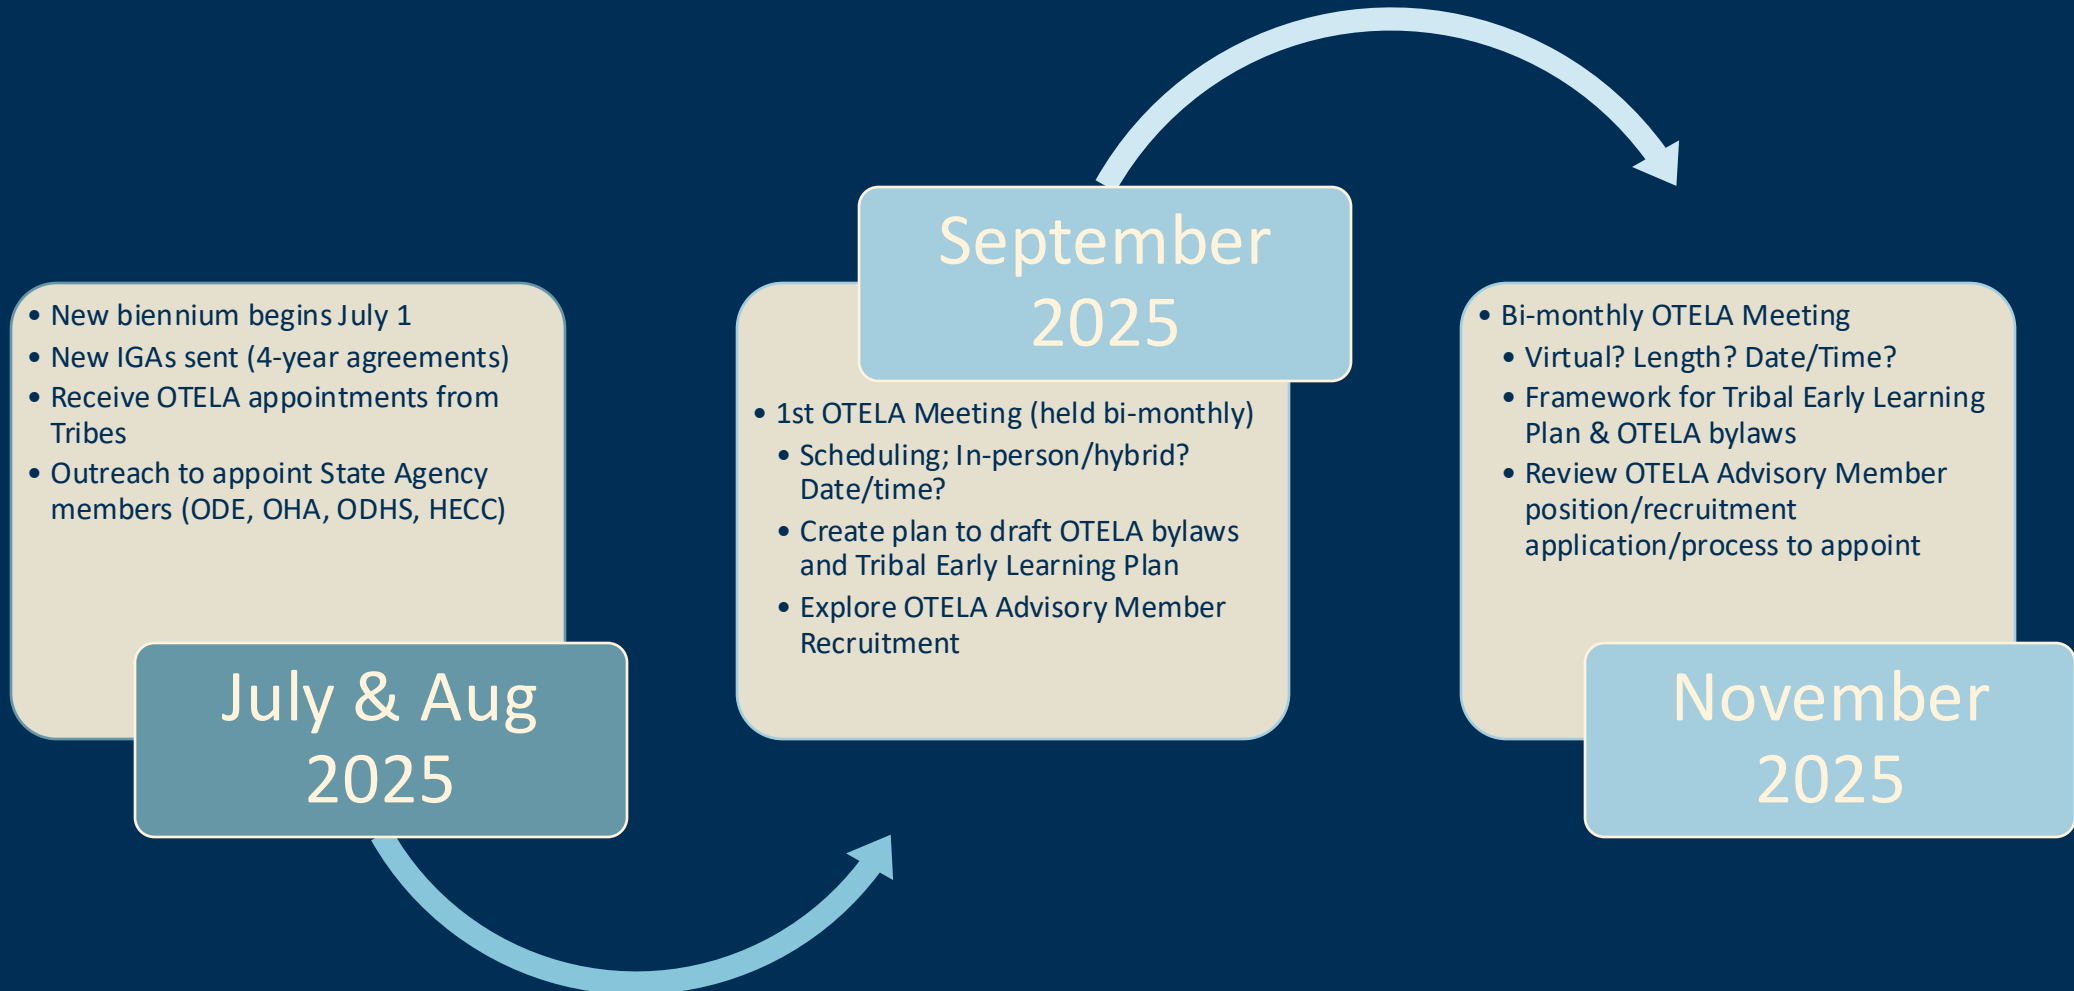 • New biennium begins July 1
• New IGAs sent (4-year agreements)
• Receive OTELA appointments from
Tribes
• Outreach to appoint State Agency
members (ODE, OHA, ODHS, HECC)
July & Aug
2025
September
2025
• 1st OTELA Meeting (held bi-monthly)
• Scheduling; In-person/hybrid?
Date/time?
• Create plan to draft OTELA bylaws
and Tribal Early Learning Plan
• Explore OTELA Advisory Member
Recruitment
• Bi-monthly OTELA Meeting
• Virtual? Length? Date/Time?
• Framework for Tribal Early Learning
Plan & OTELA bylaws
• Review OTELA Advisory Member
position/recruitment
application/process to appoint
November
2025